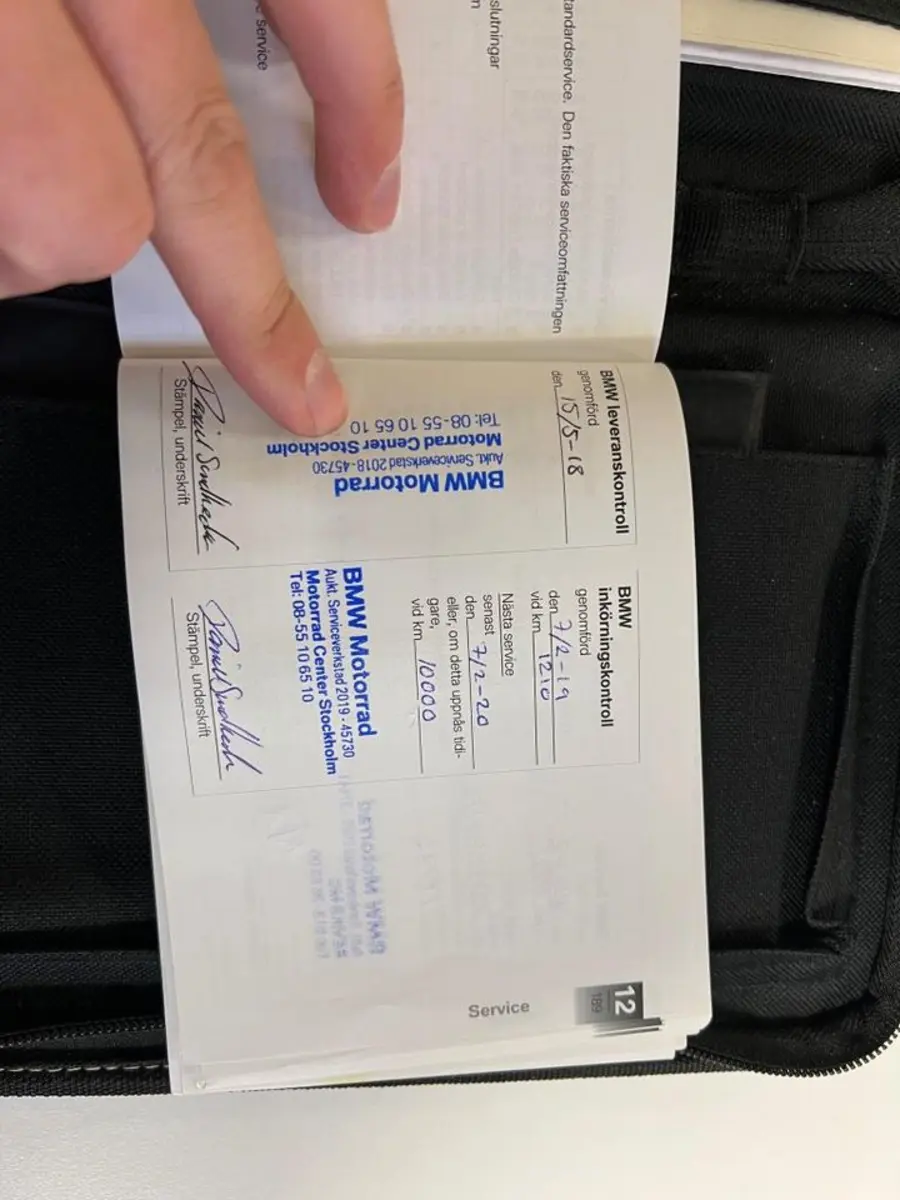 e service
slutningar
n
tandardservice. Den faktiska serviceomfattningen
BMW leveranskontroll
genomförd
den 15/5-18
BMW Motorrad
Aukt. Serviceverkstad 2018-45730
Motorrad Center Stockholm
Tel: 08-55 10 65 10
Stämpel, underskrift
BMW
inkörningskontroll
genomförd
den 7/2-19
vid km 1210
Nästa service
senast
den 7/2-20
eller, om detta uppnås tidi-
gare,
vid km 10000
BMW Motorrad
Aukt. Serviceverkstad 2019-45730
Motorrad Center Stockholm
Tel: 08-55 10 65 10
Stämpel, underskrift
12
189
Service